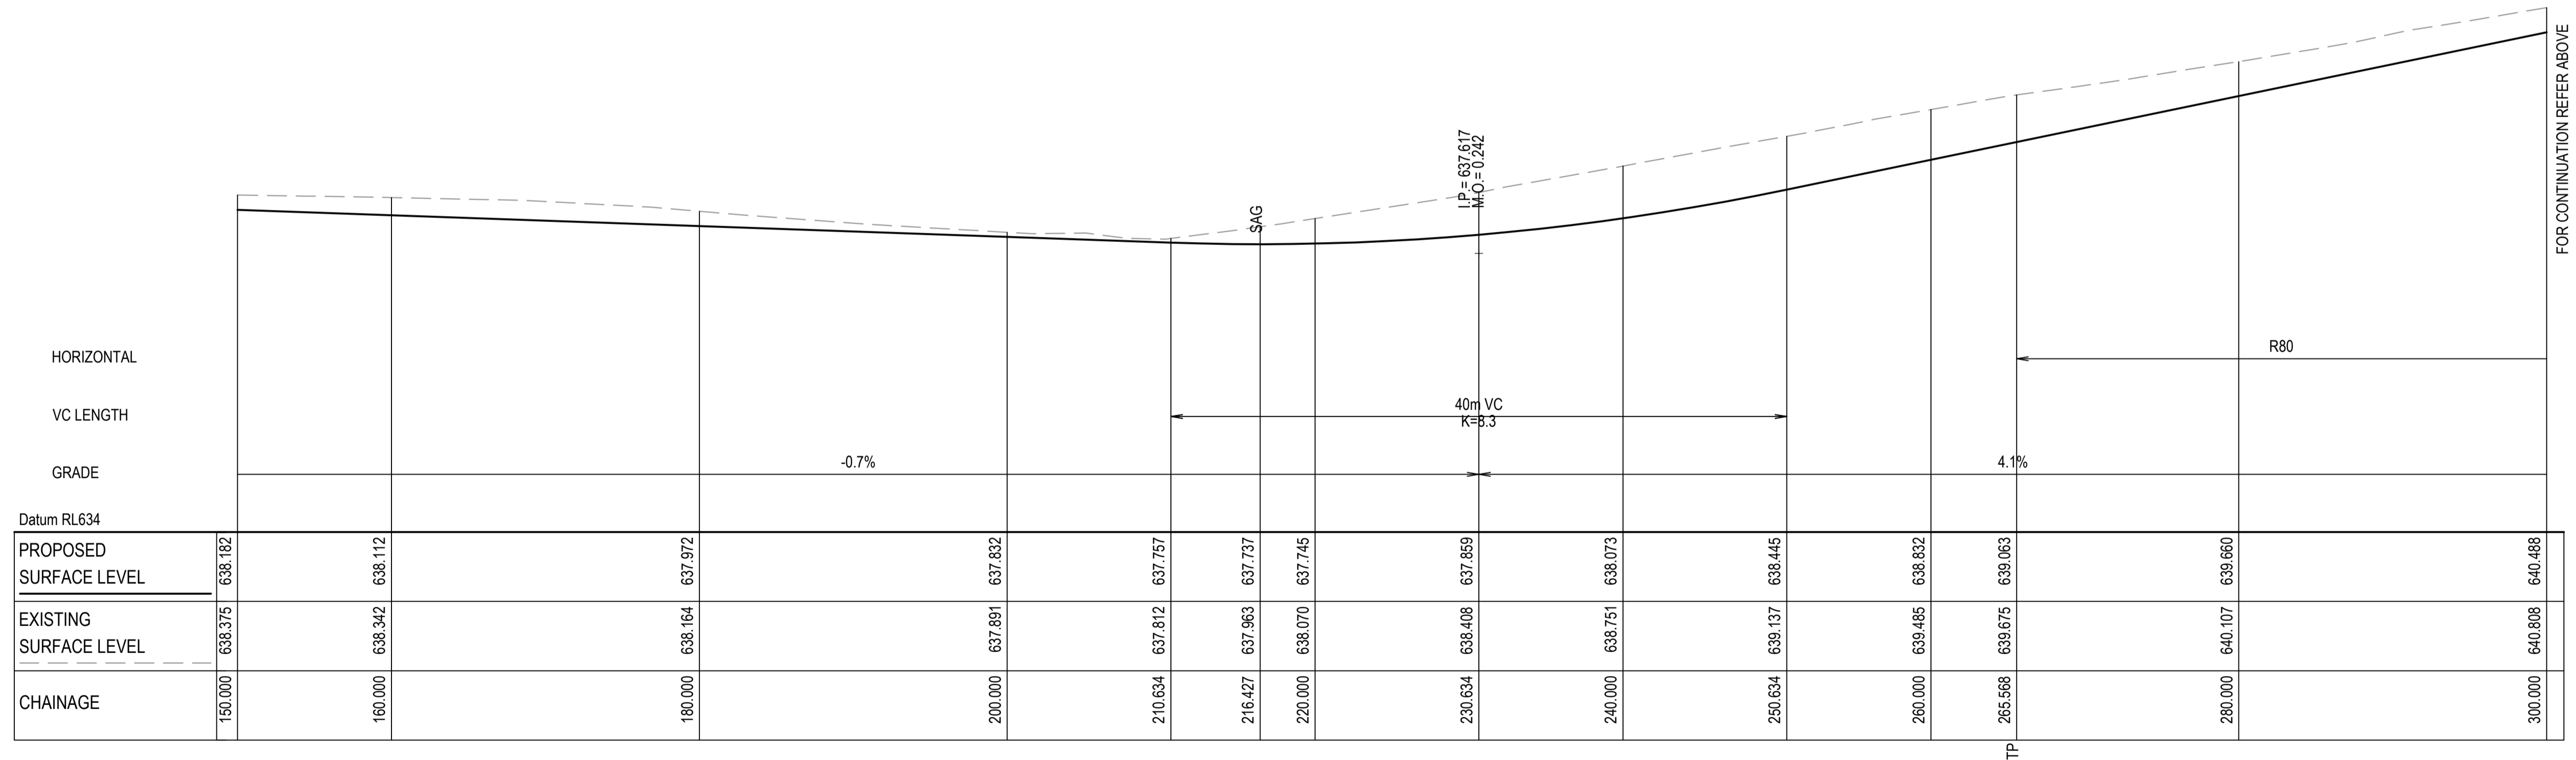 FOR CONTINUATION REFER ABOVE
I.P.= 637.617
M.O.= 0.242
SAG
HORIZONTAL
R80
VC LENGTH
40m VC
K=8.3
GRADE
-0.7%
4.1%
Datum RL634
PROPOSED
SURFACE LEVEL
638.182 638.112 637.972 637.832 637.757 637.737 637.745 637.859 638.073 638.445 638.832 639.063 639.660 640.488
EXISTING
SURFACE LEVEL
638.375 638.342 638.164 637.891 637.812 637.963 638.070 638.408 638.751 639.137 639.485 639.675 640.107 640.808
CHAINAGE
150.000 160.000 180.000 200.000 210.634 216.427 220.000 230.634 240.000 250.634 260.000 265.568 280.000 300.000
TP